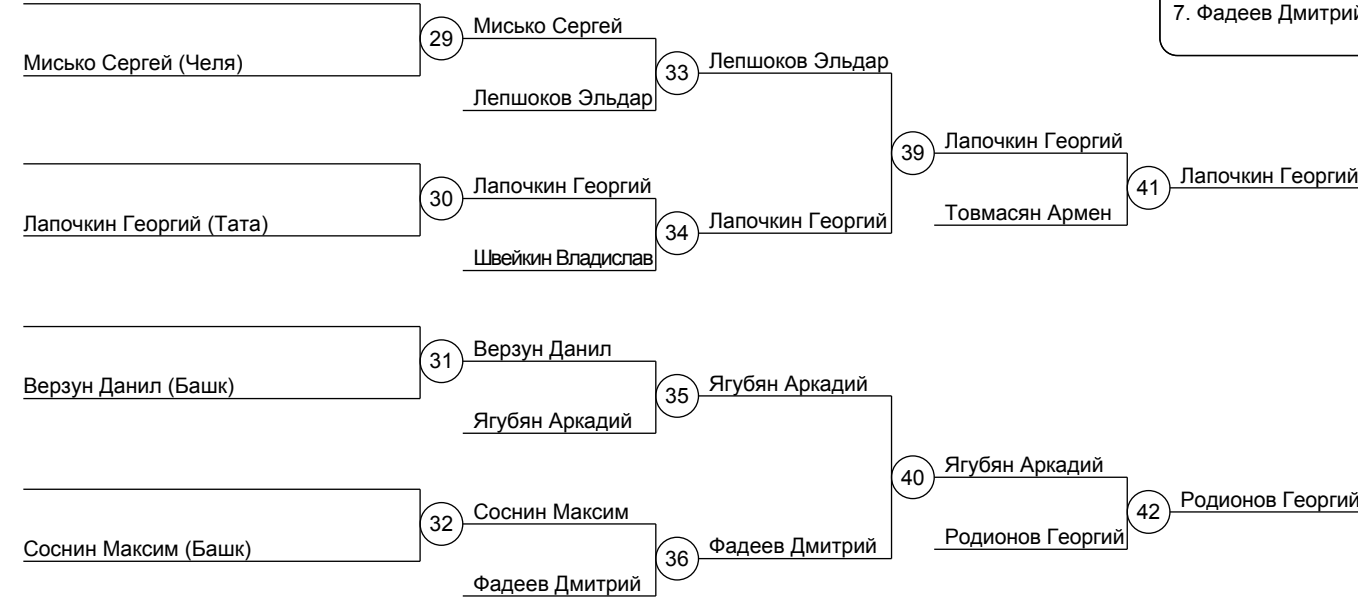 7. Фадеев Дмитрий
29
Мисько Сергей
Мисько Сергей (Челя)
33
Лепшоков Эльдар
Лепшоков Эльдар
39
Лапочкин Георгий
30
Лапочкин Георгий
41
Лапочкин Георгий
Лапочкин Георгий (Тата)
34
Лапочкин Георгий
Товмасян Армен
Швейкин Владислав
31
Верзун Данил
Верзун Данил (Башк)
35
Ягубян Аркадий
Ягубян Аркадий
40
Ягубян Аркадий
32
Соснин Максим
42
Родионов Георгий
Соснин Максим (Башк)
36
Фадеев Дмитрий
Родионов Георгий
Фадеев Дмитрий